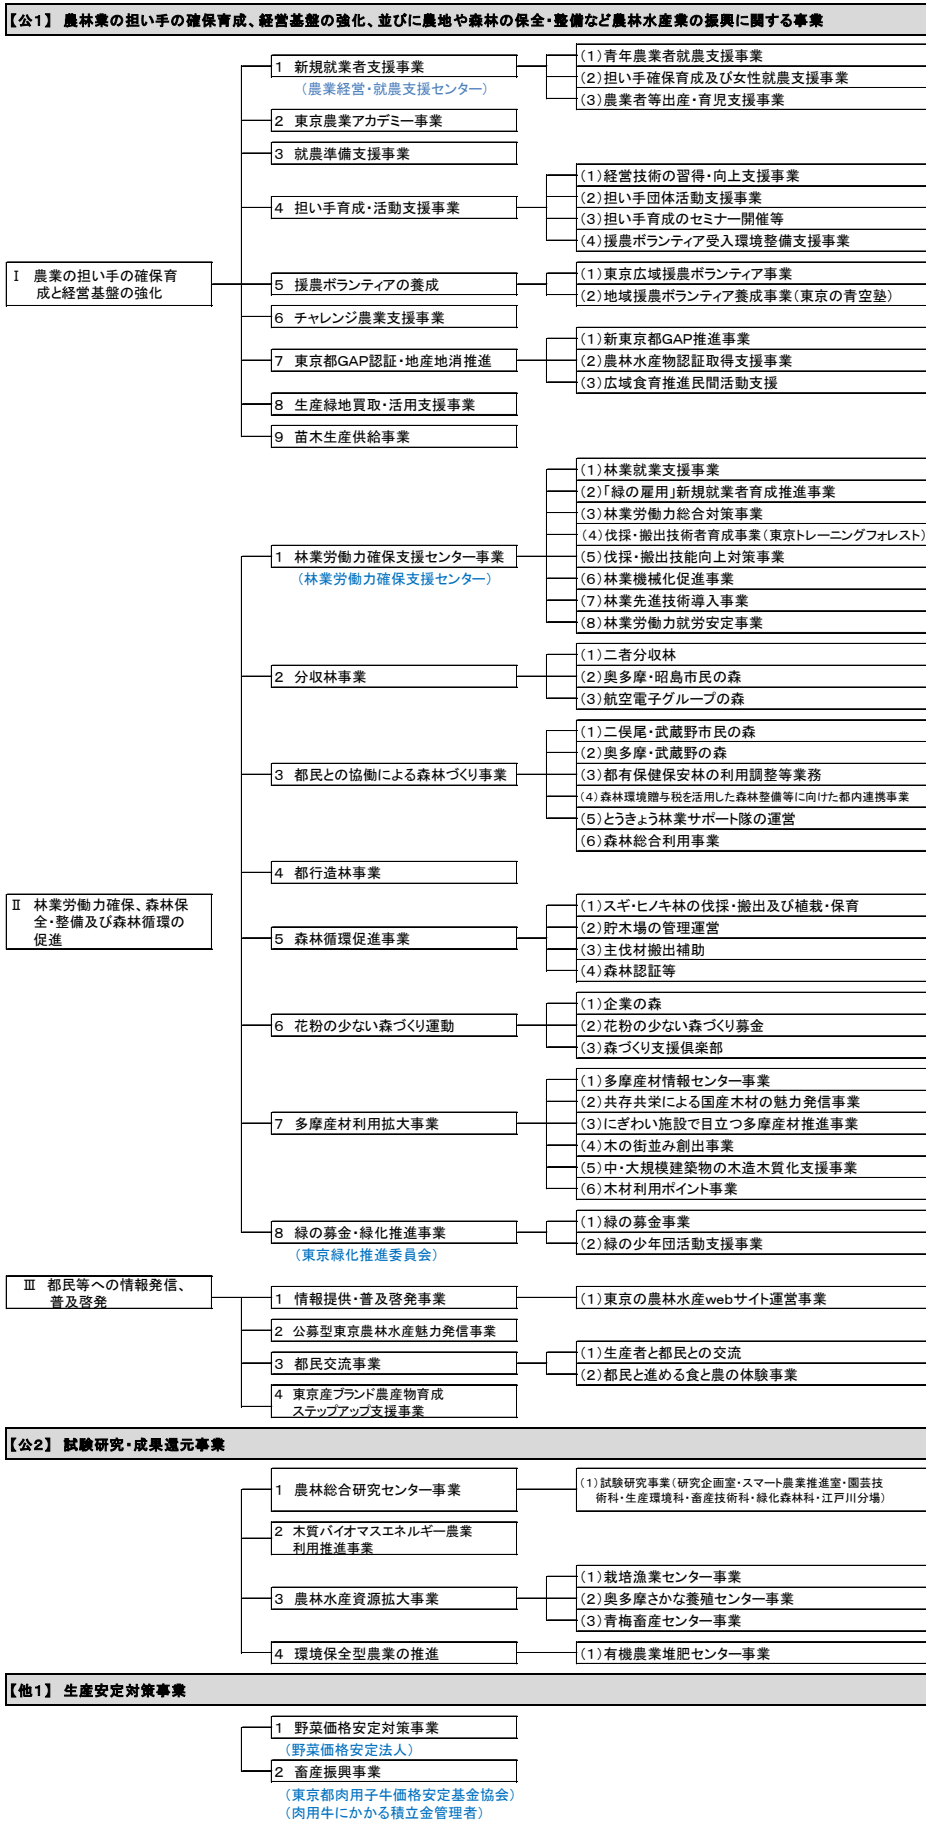 【公1】 農林業の担い手の確保育成、経営基盤の強化、並びに農地や森林の保全・整備など農林水産業の振興に関する事業
Ⅰ 農業の担い手の確保育
成と経営基盤の強化
1 新規就業者支援事業
（農業経営・就農支援センター）
(1)青年農業者就農支援事業
(2)担い手確保育成及び女性就農支援事業
(3)農業者等出産・育児支援事業
2 東京農業アカデミー事業
3 就農準備支援事業
4 担い手育成・活動支援事業
(1)経営技術の習得・向上支援事業
(2)担い手団体活動支援事業
(3)担い手育成のセミナー開催等
(4)援農ボランティア受入環境整備支援事業
5 援農ボランティアの養成
(1)東京広域援農ボランティア事業
(2)地域援農ボランティア養成事業（東京の青空塾）
6 チャレンジ農業支援事業
7 東京都GAP認証・地産地消推進
(1)新東京都GAP推進事業
(2)農林水産物認証取得支援事業
(3)広域食育推進民間活動支援
8 生産緑地買取・活用支援事業
9 苗木生産供給事業
Ⅱ 林業労働力確保、森林保
全・整備及び森林循環の
促進
1 林業労働力確保支援センター事業
（林業労働力確保支援センター）
(1)林業就業支援事業
(2)「緑の雇用」新規就業者育成推進事業
(3)林業労働力総合対策事業
(4)伐採・搬出技術者育成事業（東京トレーニングフォレスト）
(5)伐採・搬出技能向上対策事業
(6)林業機械化促進事業
(7)林業先進技術導入事業
(8)林業労働力就労安定事業
2 分収林事業
(1)二者分収林
(2)奥多摩・昭島市民の森
(3)航空電子グループの森
3 都民との協働による森林づくり事業
(1)二俣尾・武蔵野市民の森
(2)奥多摩・武蔵野の森
(3)都有保健保安林の利用調整等業務
(4)森林環境贈与税を活用した森林整備等に向けた都内連携事業
(5)とうきょう林業サポート隊の運営
(6)森林総合利用事業
4 都行造林事業
5 森林循環促進事業
(1)スギ・ヒノキ林の伐採・搬出及び植栽・保育
(2)貯木場の管理運営
(3)主伐材搬出補助
(4)森林認証等
6 花粉の少ない森づくり運動
(1)企業の森
(2)花粉の少ない森づくり募金
(3)森づくり支援倶楽部
7 多摩産材利用拡大事業
(1)多摩産材情報センター事業
(2)共存共栄による国産木材の魅力発信事業
(3)にぎわい施設で目立つ多摩産材推進事業
(4)木の街並み創出事業
(5)中・大規模建築物の木造木質化支援事業
(6)木材利用ポイント事業
8 緑の募金・緑化推進事業
（東京緑化推進委員会）
(1)緑の募金事業
(2)緑の少年団活動支援事業
Ⅲ 都民等への情報発信、
普及啓発
1 情報提供・普及啓発事業
(1)東京の農林水産webサイト運営事業
2 公募型東京農林水産魅力発信事業
3 都民交流事業
(1)生産者と都民との交流
(2)都民と進める食と農の体験事業
4 東京産ブランド農産物育成
ステップアップ支援事業
【公2】 試験研究・成果還元事業
1 農林総合研究センター事業
(1)試験研究事業（研究企画室・スマート農業推進室・園芸技
術科・生産環境科・畜産技術科・緑化森林科・江戸川分場）
2 木質バイオマスエネルギー農業
利用推進事業
3 農林水産資源拡大事業
(1)栽培漁業センター事業
(2)奥多摩さかな養殖センター事業
(3)青梅畜産センター事業
4 環境保全型農業の推進
(1)有機農業堆肥センター事業
【他1】 生産安定対策事業
1 野菜価格安定対策事業
（野菜価格安定法人）
2 畜産振興事業
（東京都肉用子牛価格安定基金協会）
（肉用牛にかかる積立金管理者）